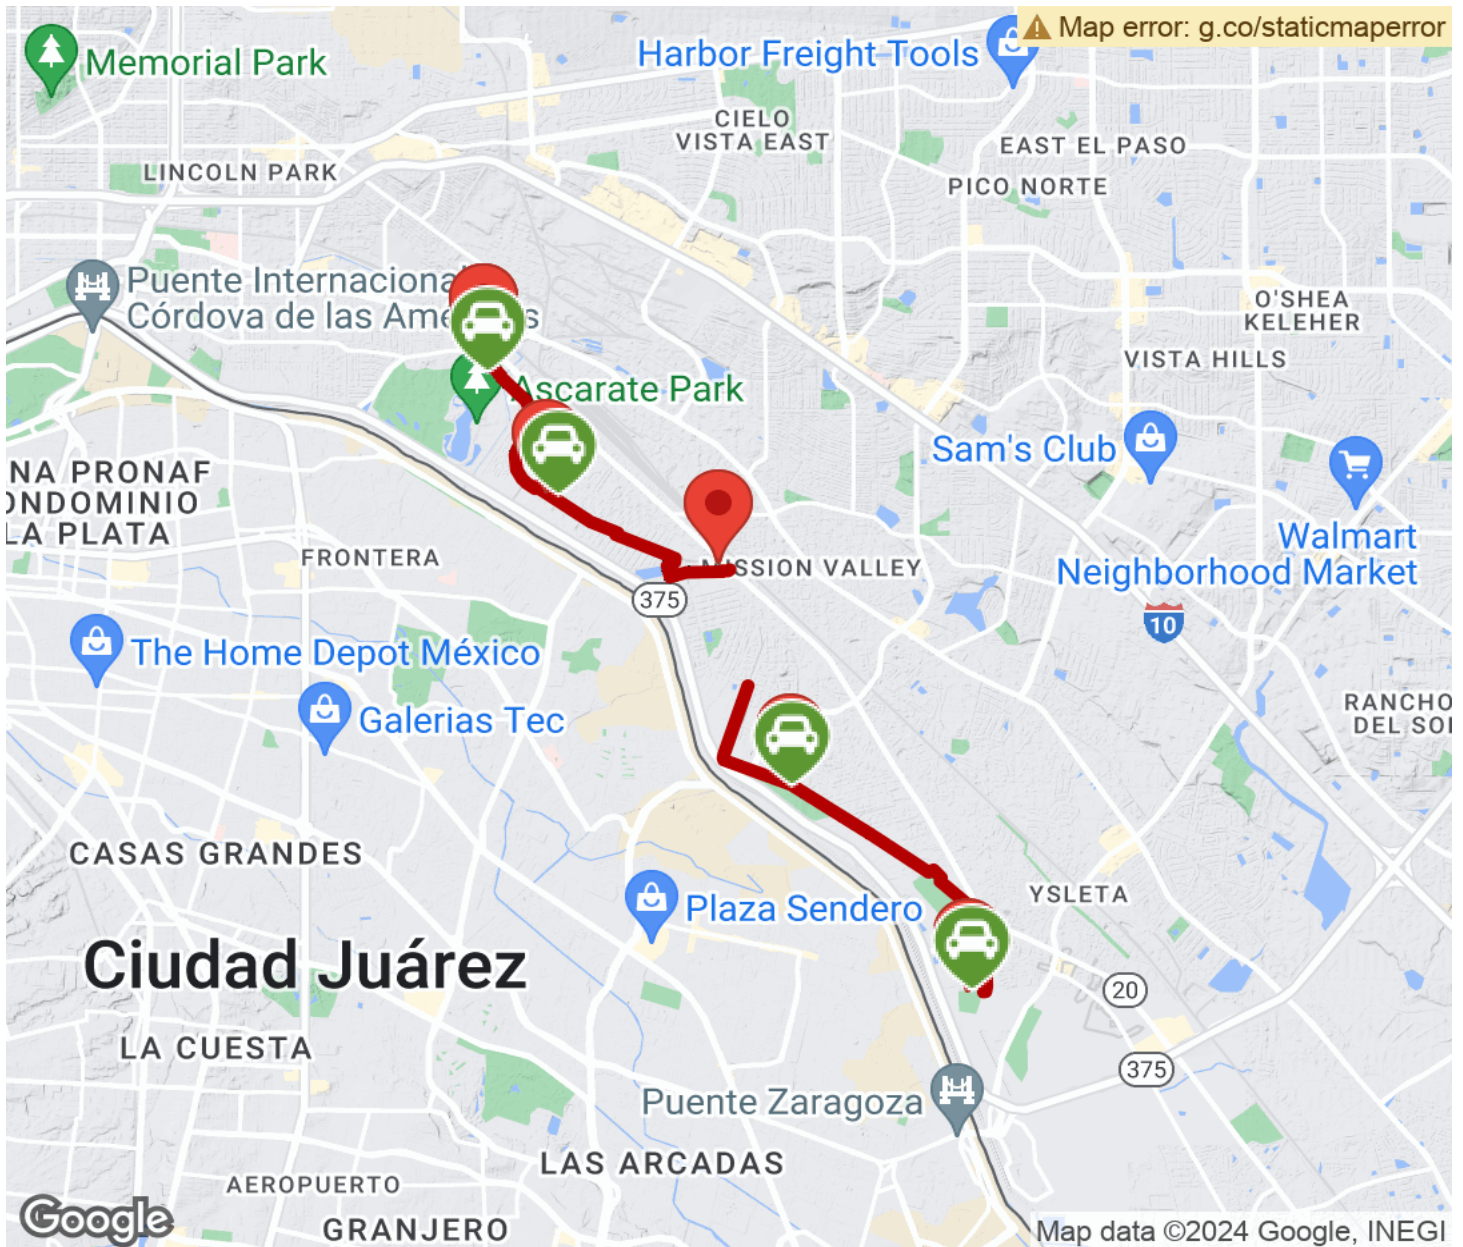 Map error: g.co/staticmaperror
Memorial Park
Harbor Freight Tools
CIELO
VISTA EAST
EAST EL PASO
LINCOLN PARK
PICO NORTE
Puente Internaciona
Córdova de las Amé s
O'SHEA
KELEHER
VISTA HILLS
Ascarate Park
Sam's Club
NA PRONAF
ONDOMINIO
LA PLATA
Walmart
Neighborhood Market
FRONTERA
MISSION VALLEY
375
10
The Home Depot México
Galerias Tec
RANCHO
DEL SO
CASAS GRANDES
YSLETA
Plaza Sendero
Ciudad Juárez
20
LA CUESTA
375
Puente Zaragoza
LAS ARCADAS
AEROPUERTO
Google
GRANJERO
Map data ©2024 Google, INEGI